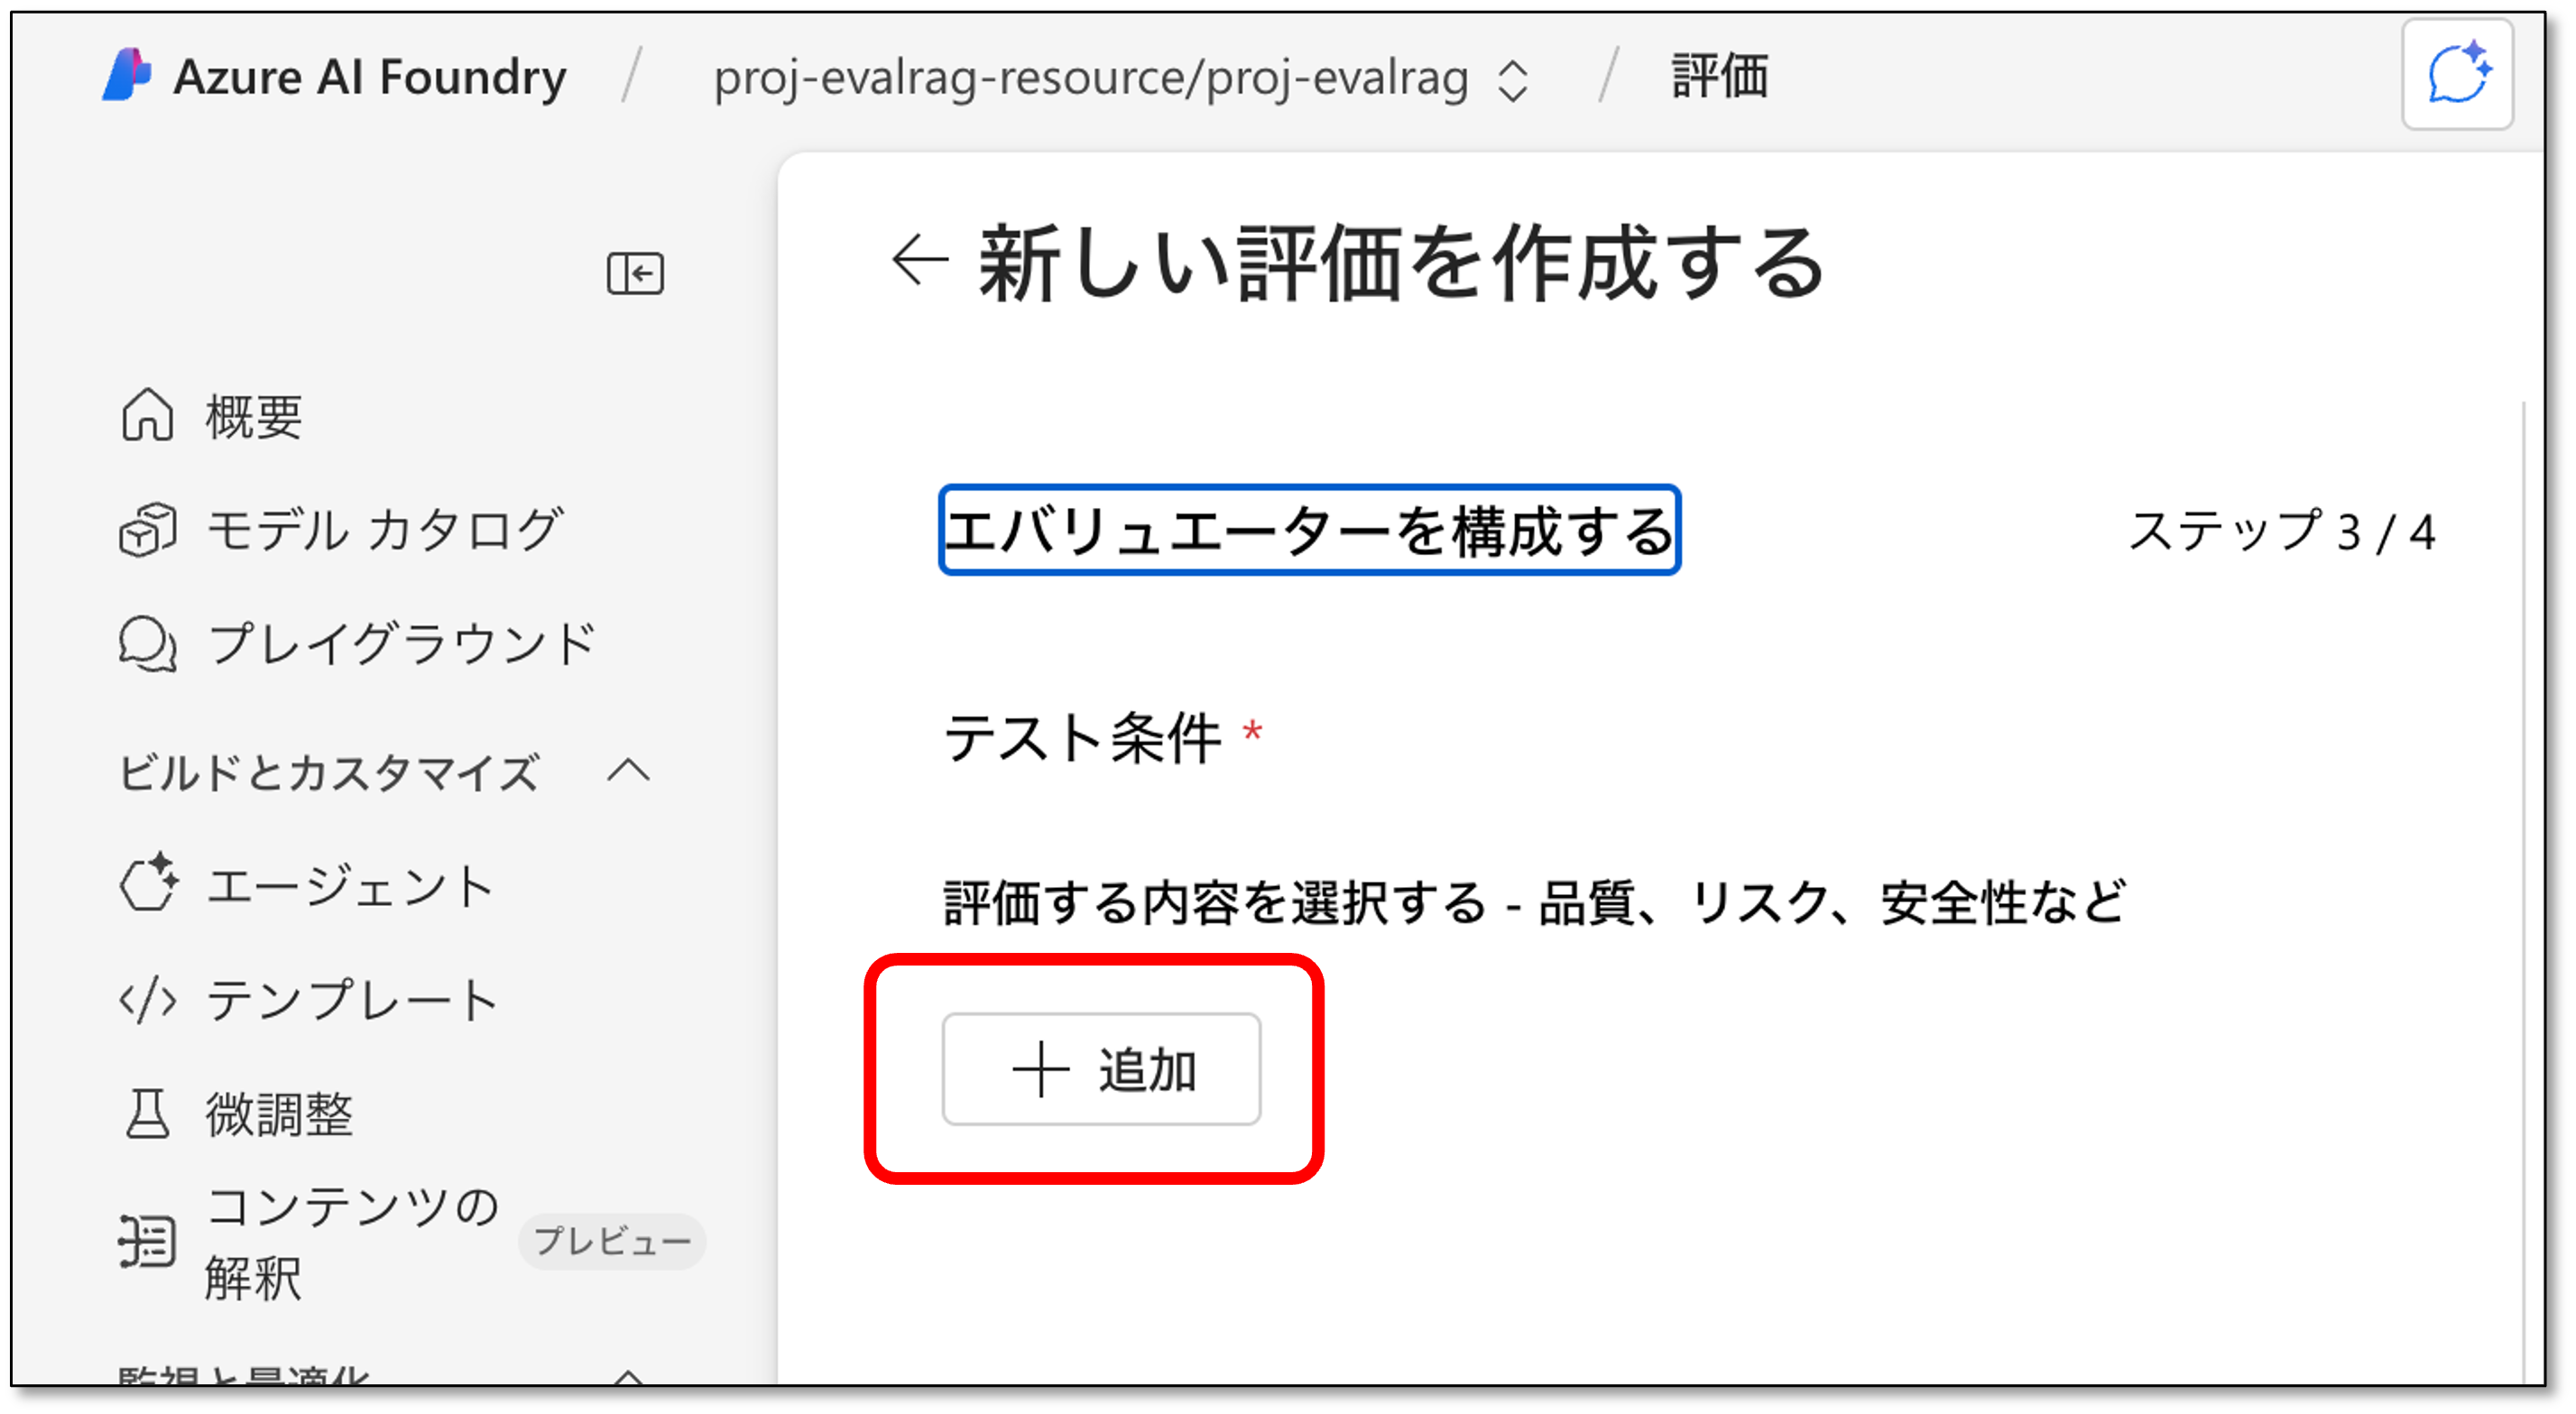 Azure AI Foundry / proj-evalrag-resource/proj-evalrag / 評価
新しい評価を作成する
概要
モデル カタログ
プレイグラウンド
ビルドとカスタマイズ
エージェント
テンプレート
微調整
コンテンツの
解釈
プレビュー
監視と最適化
エバリュエーターを構成する
ステップ 3 / 4
テスト条件 *
評価する内容を選択する - 品質、リスク、安全性など
追加